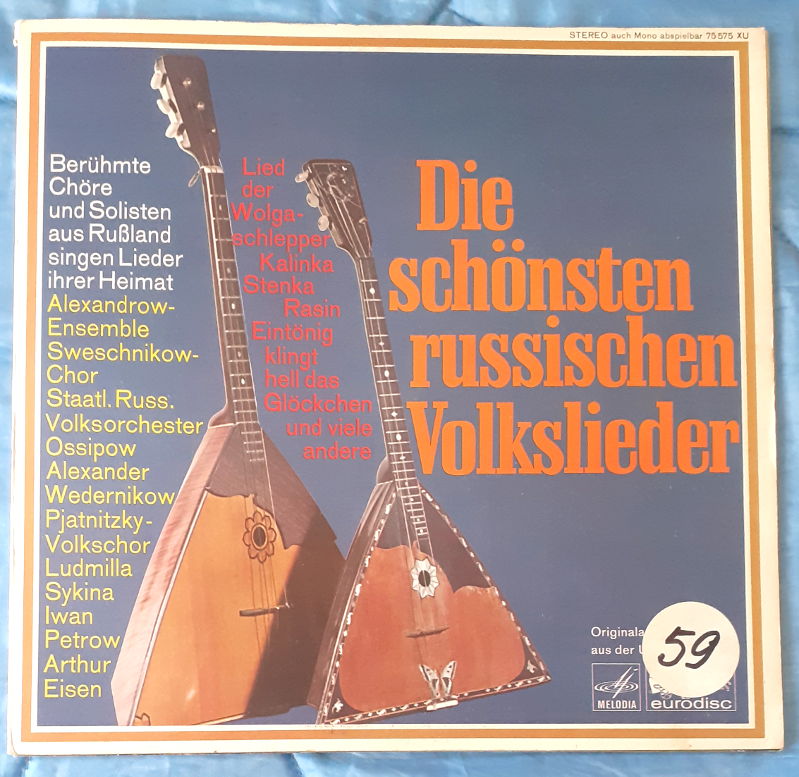 STEREO auch Mono abspielbar 75 575 XU
Berühmte
Chöre
und Solisten
aus Rußland
singen Lieder
ihrer Heimat
Alexandrow-
Ensemble
Sweschnikow-
Chor
Staatl. Russ.
Volksorchester
Ossipow
Alexander
Wedernikow
Pjatnitzky-
Volkschor
Ludmilla
Sykina
Iwan
Petrow
Arthur
Eisen
Lied
der
Wolga-
schlepper
Kalinka
Stenka
Rasin
Eintönig
klingt
hell das
Glöckchen
und viele
andere
Die
schönsten
russischen
Volkslieder
aus der
59
MELODIA
eurodisc